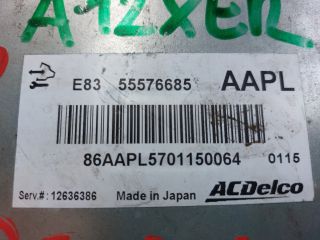 A12XER
E83 55576685 AAPL
86AAPL5701150064 0115
Serv.#: 12636386 Made in Japan ACDelco